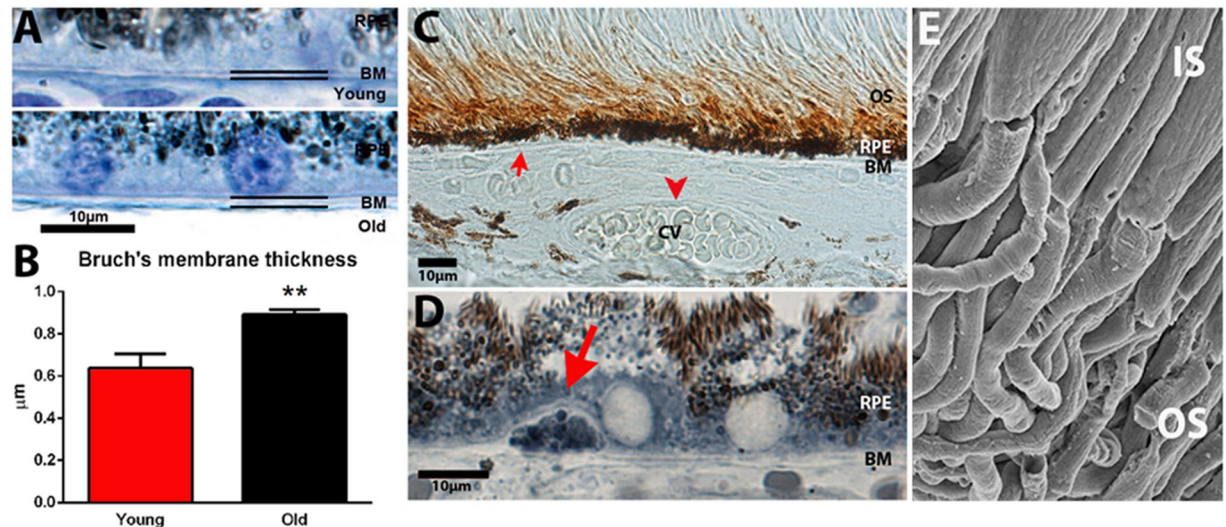 A
RPE
BM
Young
RPE
BM
10µm
Old
B
Bruch's membrane thickness
1.0
**
0.8
0.6
µm
0.4
0.2
0.0
Young
Old
C
OS
RPE
BM
CV
10µm
D
RPE
BM
10µm
E
IS
OS